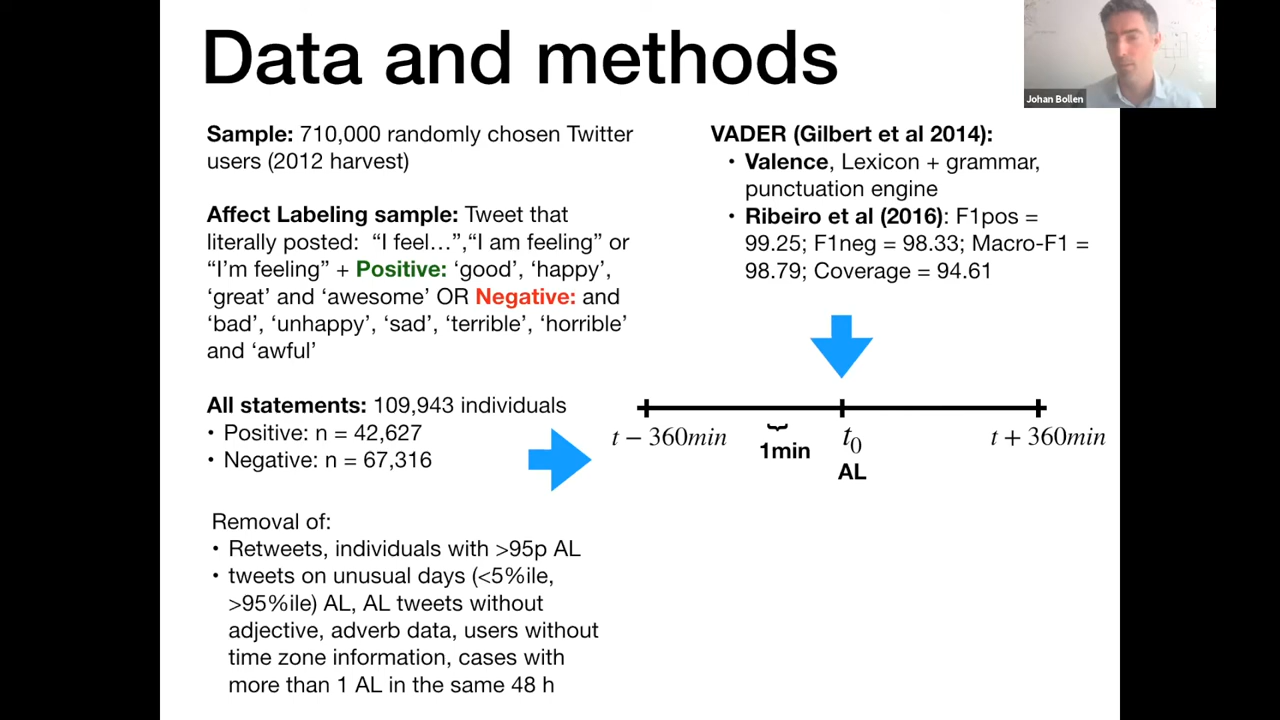 Data and methods
Johan Bollen
Sample: 710,000 randomly chosen Twitter
users (2012 harvest)
Affect Labeling sample: Tweet that
literally posted: “I feel…”,“I am feeling” or
“I’m feeling” + Positive: ‘good’, ‘happy’,
‘great’ and ‘awesome’ OR Negative: and
‘bad’, ‘unhappy’, ‘sad’, ‘terrible’, ‘horrible’
and ‘awful’
All statements: 109,943 individuals
• Positive: n = 42,627
• Negative: n = 67,316
Removal of:
• Retweets, individuals with >95p AL
• tweets on unusual days (<5%ile,
>95%ile) AL, AL tweets without
adjective, adverb data, users without
time zone information, cases with
more than 1 AL in the same 48 h
VADER (Gilbert et al 2014):
• Valence, Lexicon + grammar,
punctuation engine
• Ribeiro et al (2016): F1pos =
99.25; F1neg = 98.33; Macro-F1 =
98.79; Coverage = 94.61
t − 360min
1min
t0
AL
t + 360min